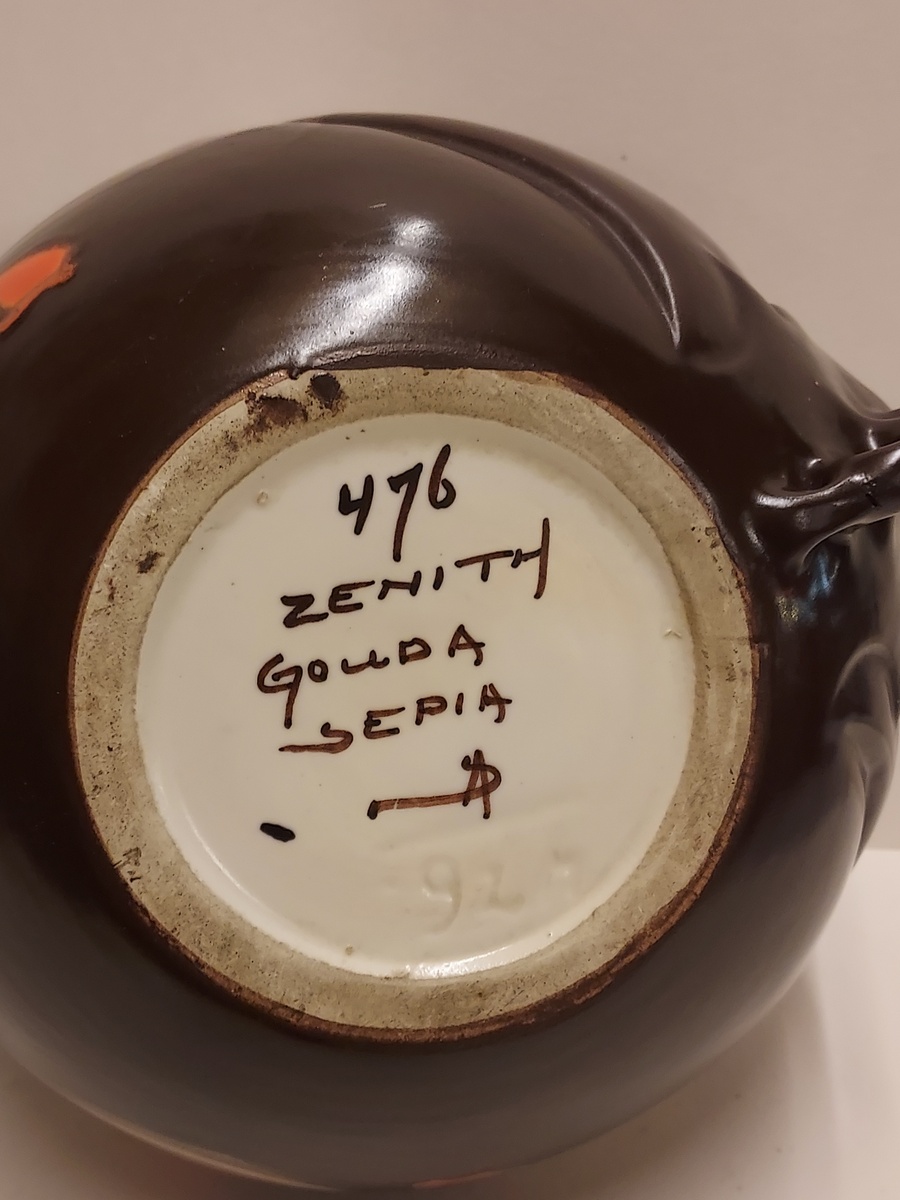 476
ZENITH
GOUDA
SEPIA
92